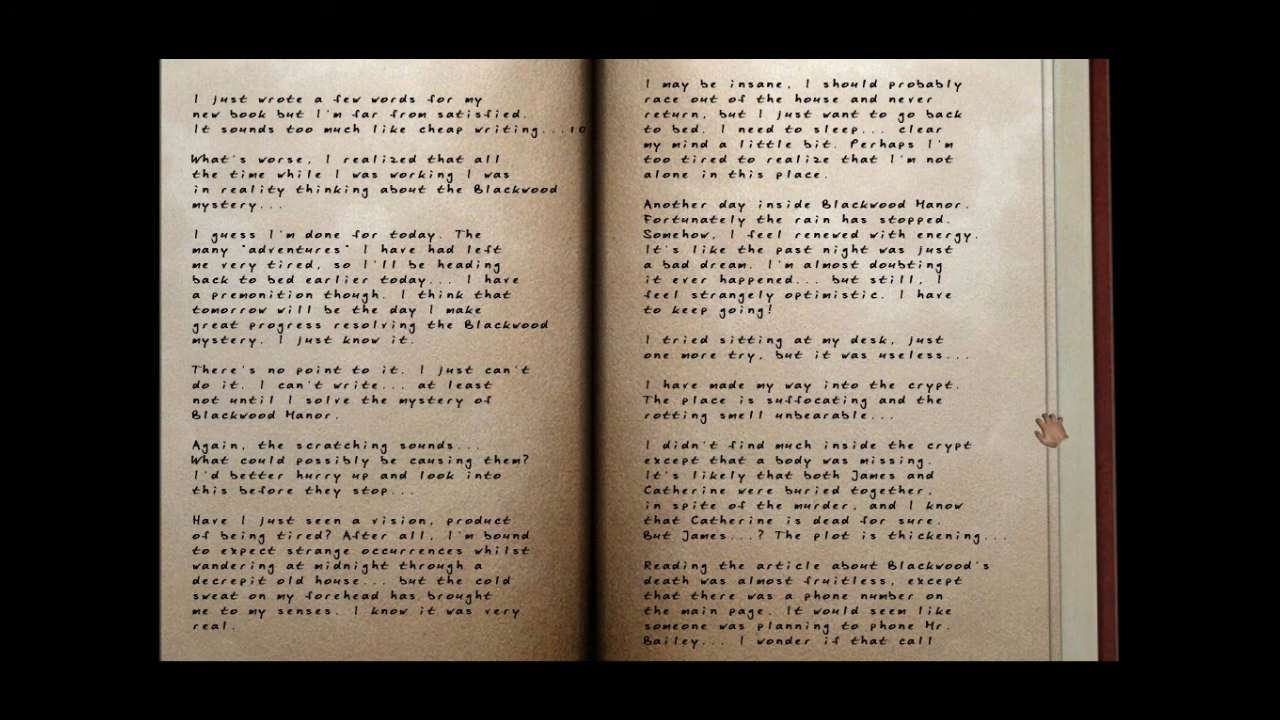 I just wrote a few words for my
new book but I'm far from satisfied.
It sounds too much like cheap writing...
What's worse, I realized that all
the time while I was working I was
in reality thinking about the Blackwood
mystery...
I guess I'm done for today. The
many "adventures" I have had left
me very tired, so I'll be heading
back to bed earlier today... I have
a premonition though. I think that
tomorrow will be the day I make
great progress resolving the Blackwood
mystery. I just know it.
There's no point to it. I just can't
do it. I can't write... at least
not until I solve the mystery of
Blackwood Manor.
Again, the scratching sounds...
What could possibly be causing them?
I'd better hurry up and look into
this before they stop...
Have I just seen a vision, product
of being tired? After all, I'm bound
to expect strange occurrences whilst
wandering at midnight through a
decrepit old house... but the cold
sweat on my forehead has brought
me to my senses. I know it was very
real.
I may be insane, I should probably
race out of the house and never
return, but I just want to go back
to bed. I need to sleep... clear
my mind a little bit. Perhaps I'm
too tired to realize that I'm not
alone in this place.
Another day inside Blackwood Manor.
Fortunately the rain has stopped.
Somehow, I feel renewed with energy.
It's like the past night was just
a bad dream. I'm almost doubting
it ever happened... but still, I
feel strangely optimistic. I have
to keep going!
I tried sitting at my desk, just
one more try, but it was useless...
I have made my way into the crypt.
The place is suffocating and the
rotting smell unbearable...
I didn't find much inside the crypt
except that a body was missing.
It's likely that both James and
Catherine were buried together,
in spite of the murder, and I know
that Catherine is dead for sure.
But James...? The plot is thickening...
Reading the article about Blackwood's
death was almost fruitless, except
that there was a phone number on
the main page. It would seem like
someone was planning to phone Mr.
Bailey... I wonder if that call